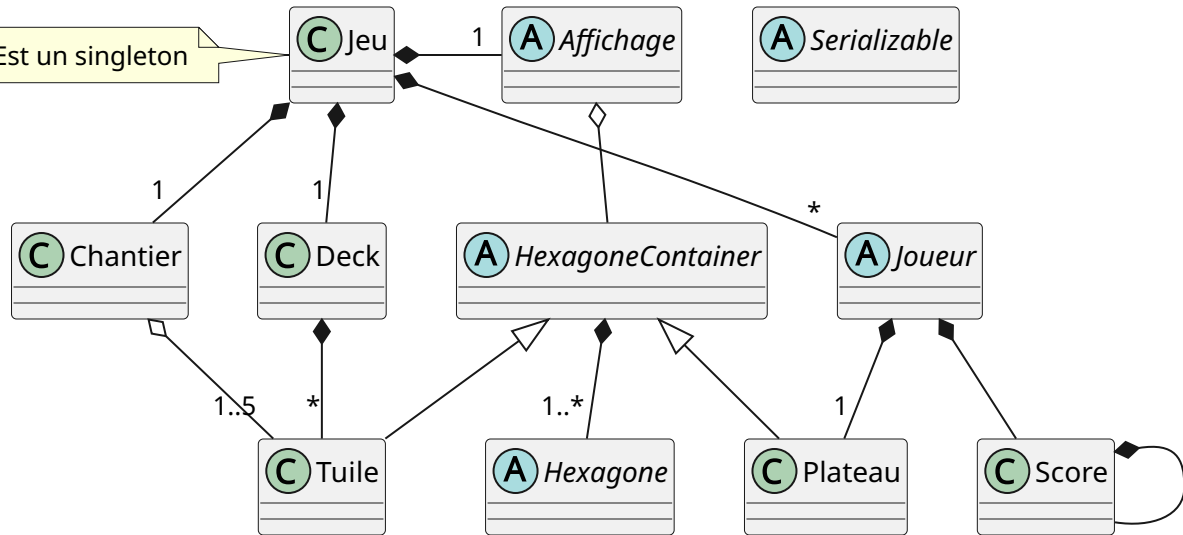 Est un singleton
C Jeu
1
A Affichage
A Serializable
1
1
*
C Chantier
C Deck
A HexagoneContainer
A Joueur
1..5
*
1..*
1
C Tuile
A Hexagone
C Plateau
C Score